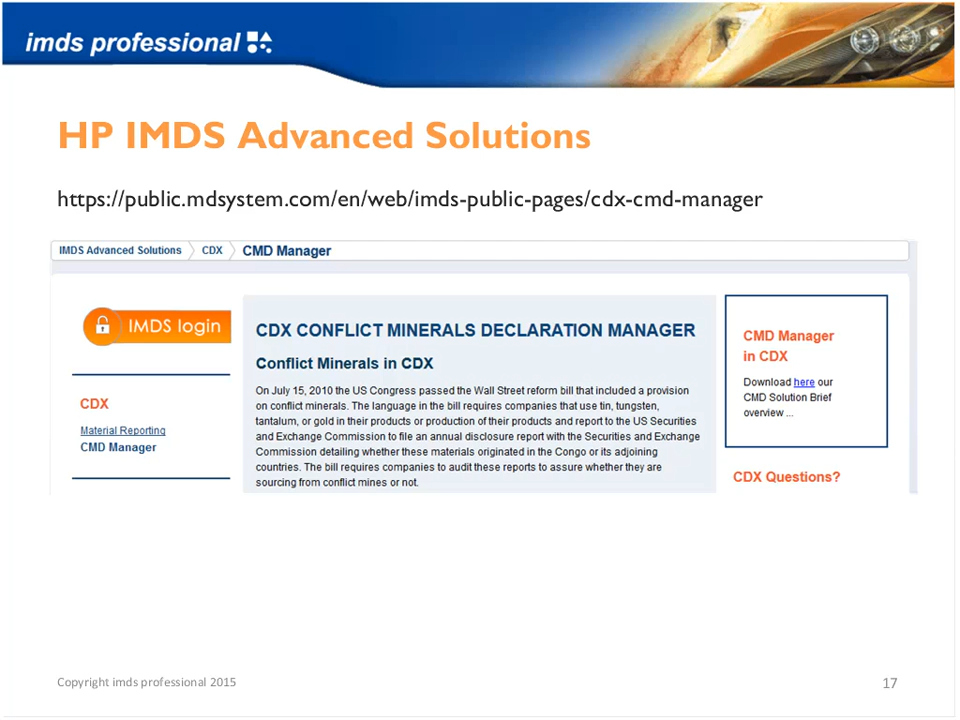 imds professional
HP IMDS Advanced Solutions
https://public.mdsystem.com/en/web/imds-public-pages/cdx-cmd-manager
IMDS Advanced Solutions CDX CMD Manager
IMDS login
CDX
Material Reporting
CMD Manager
CDX CONFLICT MINERALS DECLARATION MANAGER
Conflict Minerals in CDX
On July 15, 2010 the US Congress passed the Wall Street reform bill that included a provision
on conflict minerals. The language in the bill requires companies that use tin, tungsten,
tantalum, or gold in their products or production of their products and report to the US Securities
and Exchange Commission to file an annual disclosure report with the Securities and Exchange
Commission detailing whether these materials originated in the Congo or its adjoining
countries. The bill requires companies to audit these reports to assure whether they are
sourcing from conflict mines or not.
CMD Manager
in CDX
Download here our
CMD Solution Brief
overview ...
CDX Questions?
Copyright imds professional 2015
17